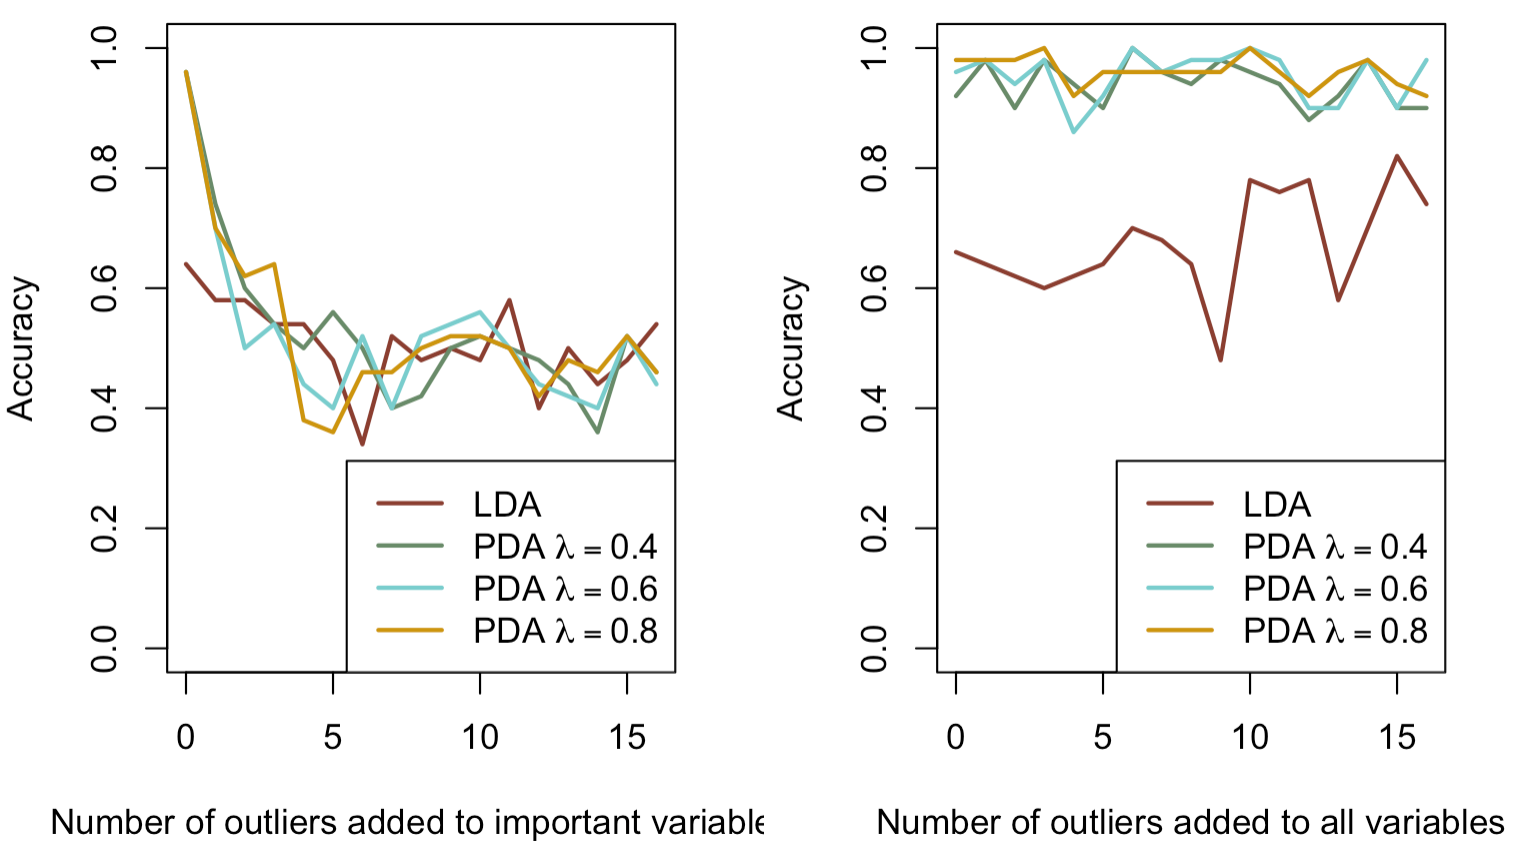 Accuracy
1.0
0.8
0.6
0.4
0.2
0.0
LDA
PDA λ = 0.4
PDA λ = 0.6
PDA λ = 0.8
0 5 10 15
Number of outliers added to important variable
Accuracy
1.0
0.8
0.6
0.4
0.2
0.0
LDA
PDA λ = 0.4
PDA λ = 0.6
PDA λ = 0.8
0 5 10 15
Number of outliers added to all variables